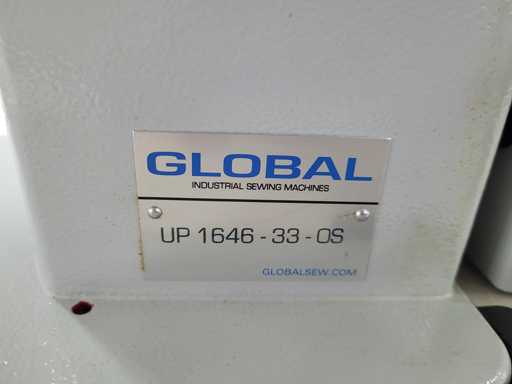 GLOBAL
INDUSTRIAL SEWING MACHINES
UP 1646 - 33 - OS
GLOBALSEW.COM